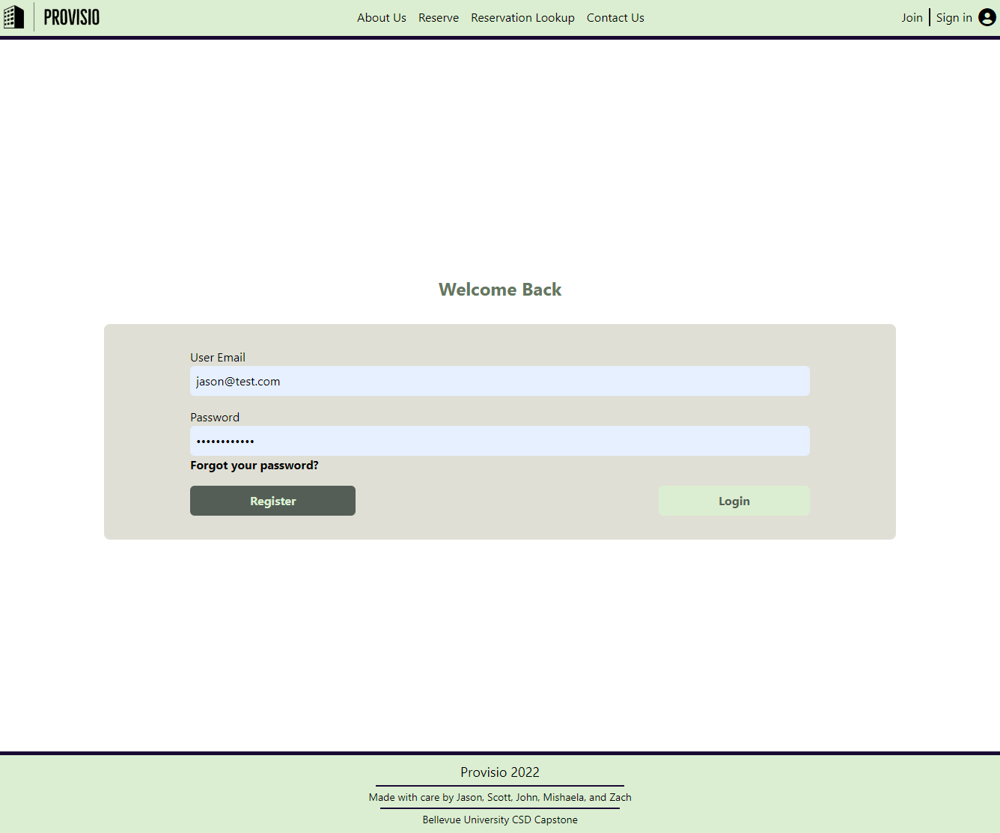 PROVISIO
About Us Reserve Reservation Lookup Contact Us
Join Sign in
Welcome Back
User Email
jason@test.com
Password
••••••••••••
Forgot your password?
Register Login
Provisio 2022
Made with care by Jason, Scott, John, Mishaela, and Zach
Bellevue University CSD Capstone